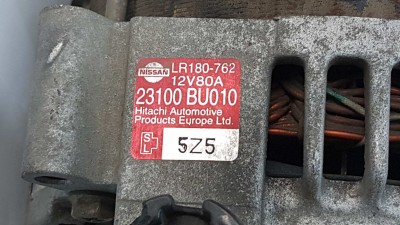 NISSAN
LR180-762
12V80A
23100 BU010
Hitachi Automotive
Products Europe Ltd.
SL
5Z5